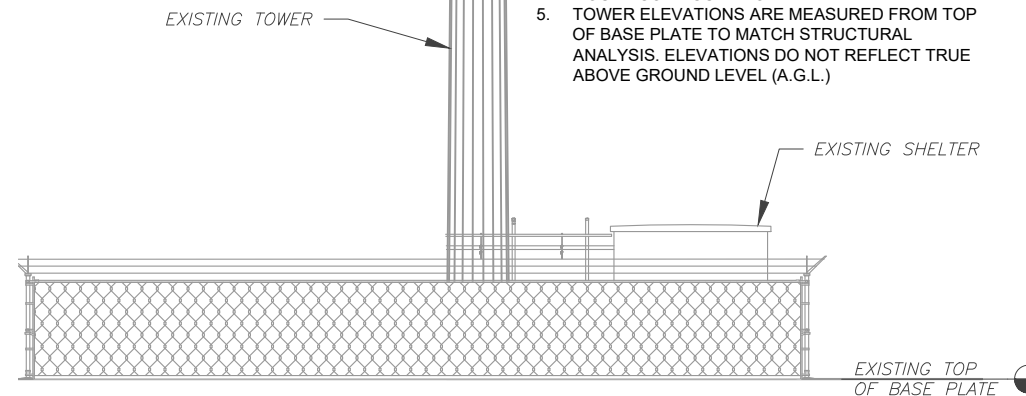 EXISTING TOWER
5. TOWER ELEVATIONS ARE MEASURED FROM TOP
OF BASE PLATE TO MATCH STRUCTURAL
ANALYSIS. ELEVATIONS DO NOT REFLECT TRUE
ABOVE GROUND LEVEL (A.G.L.)
EXISTING SHELTER
EXISTING TOP
OF BASE PLATE